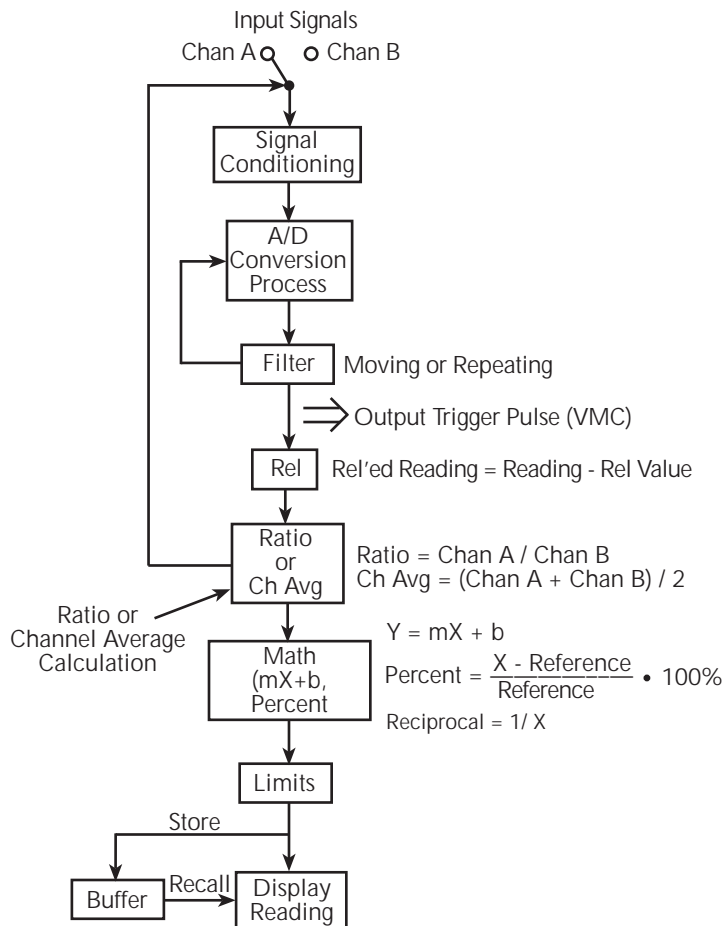 Input Signals
Chan A
Chan B
Signal
Conditioning
A/D
Conversion
Process
Filter
Moving or Repeating
Output Trigger Pulse (VMC)
Rel
Rel'ed Reading = Reading - Rel Value
Ratio
or
Ch Avg
Ratio = Chan A / Chan B
Ch Avg = (Chan A + Chan B) / 2
Ratio or
Channel Average
Calculation
Math
(mX+b,
Percent
Y = mX + b
Percent = X - Reference / Reference • 100%
Reciprocal = 1/ X
Limits
Store
Buffer
Recall
Display
Reading